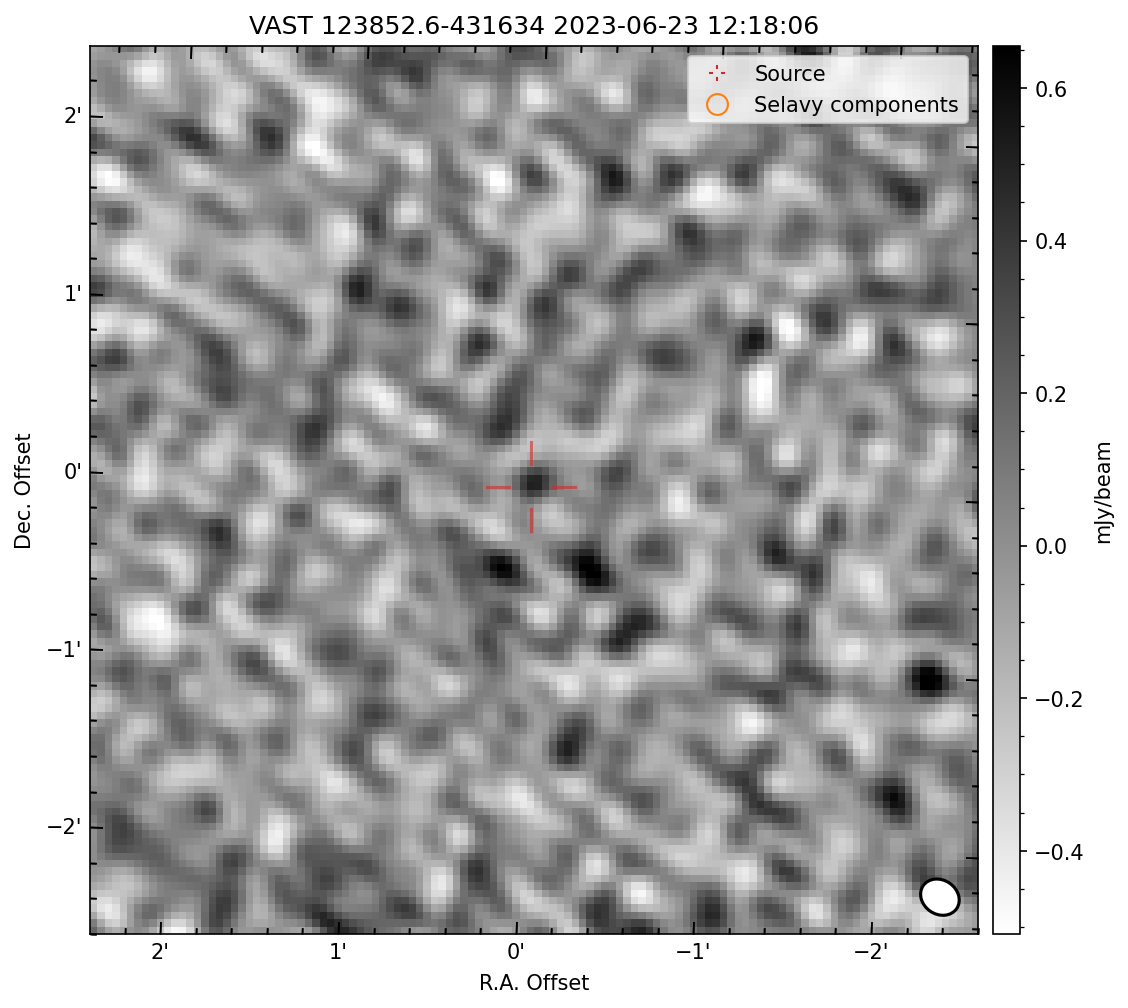 VAST 123852.6-431634 2023-06-23 12:18:06
Source
Selavy components
2'
1'
0'
−1'
−2'
Dec. Offset
2'
1'
0'
−1'
−2'
R.A. Offset
0.6
0.4
0.2
0.0
−0.2
−0.4
mJy/beam